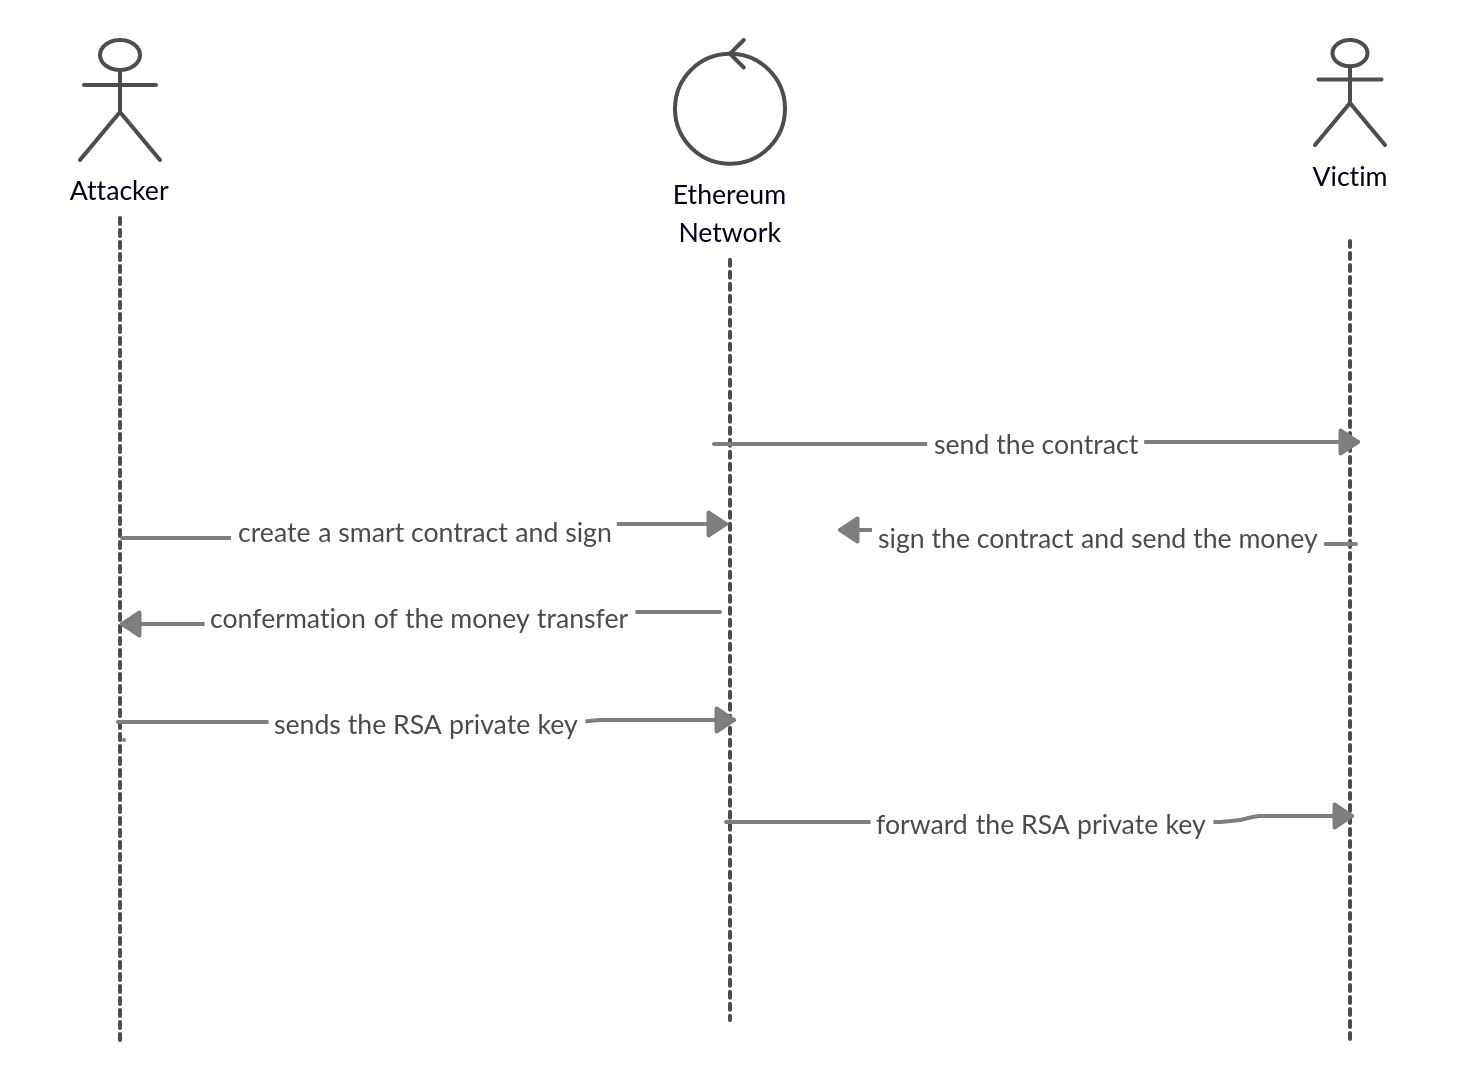 Attacker
Ethereum
Network
Victim
send the contract
create a smart contract and sign
sign the contract and send the money
confermation of the money transfer
sends the RSA private key
forward the RSA private key